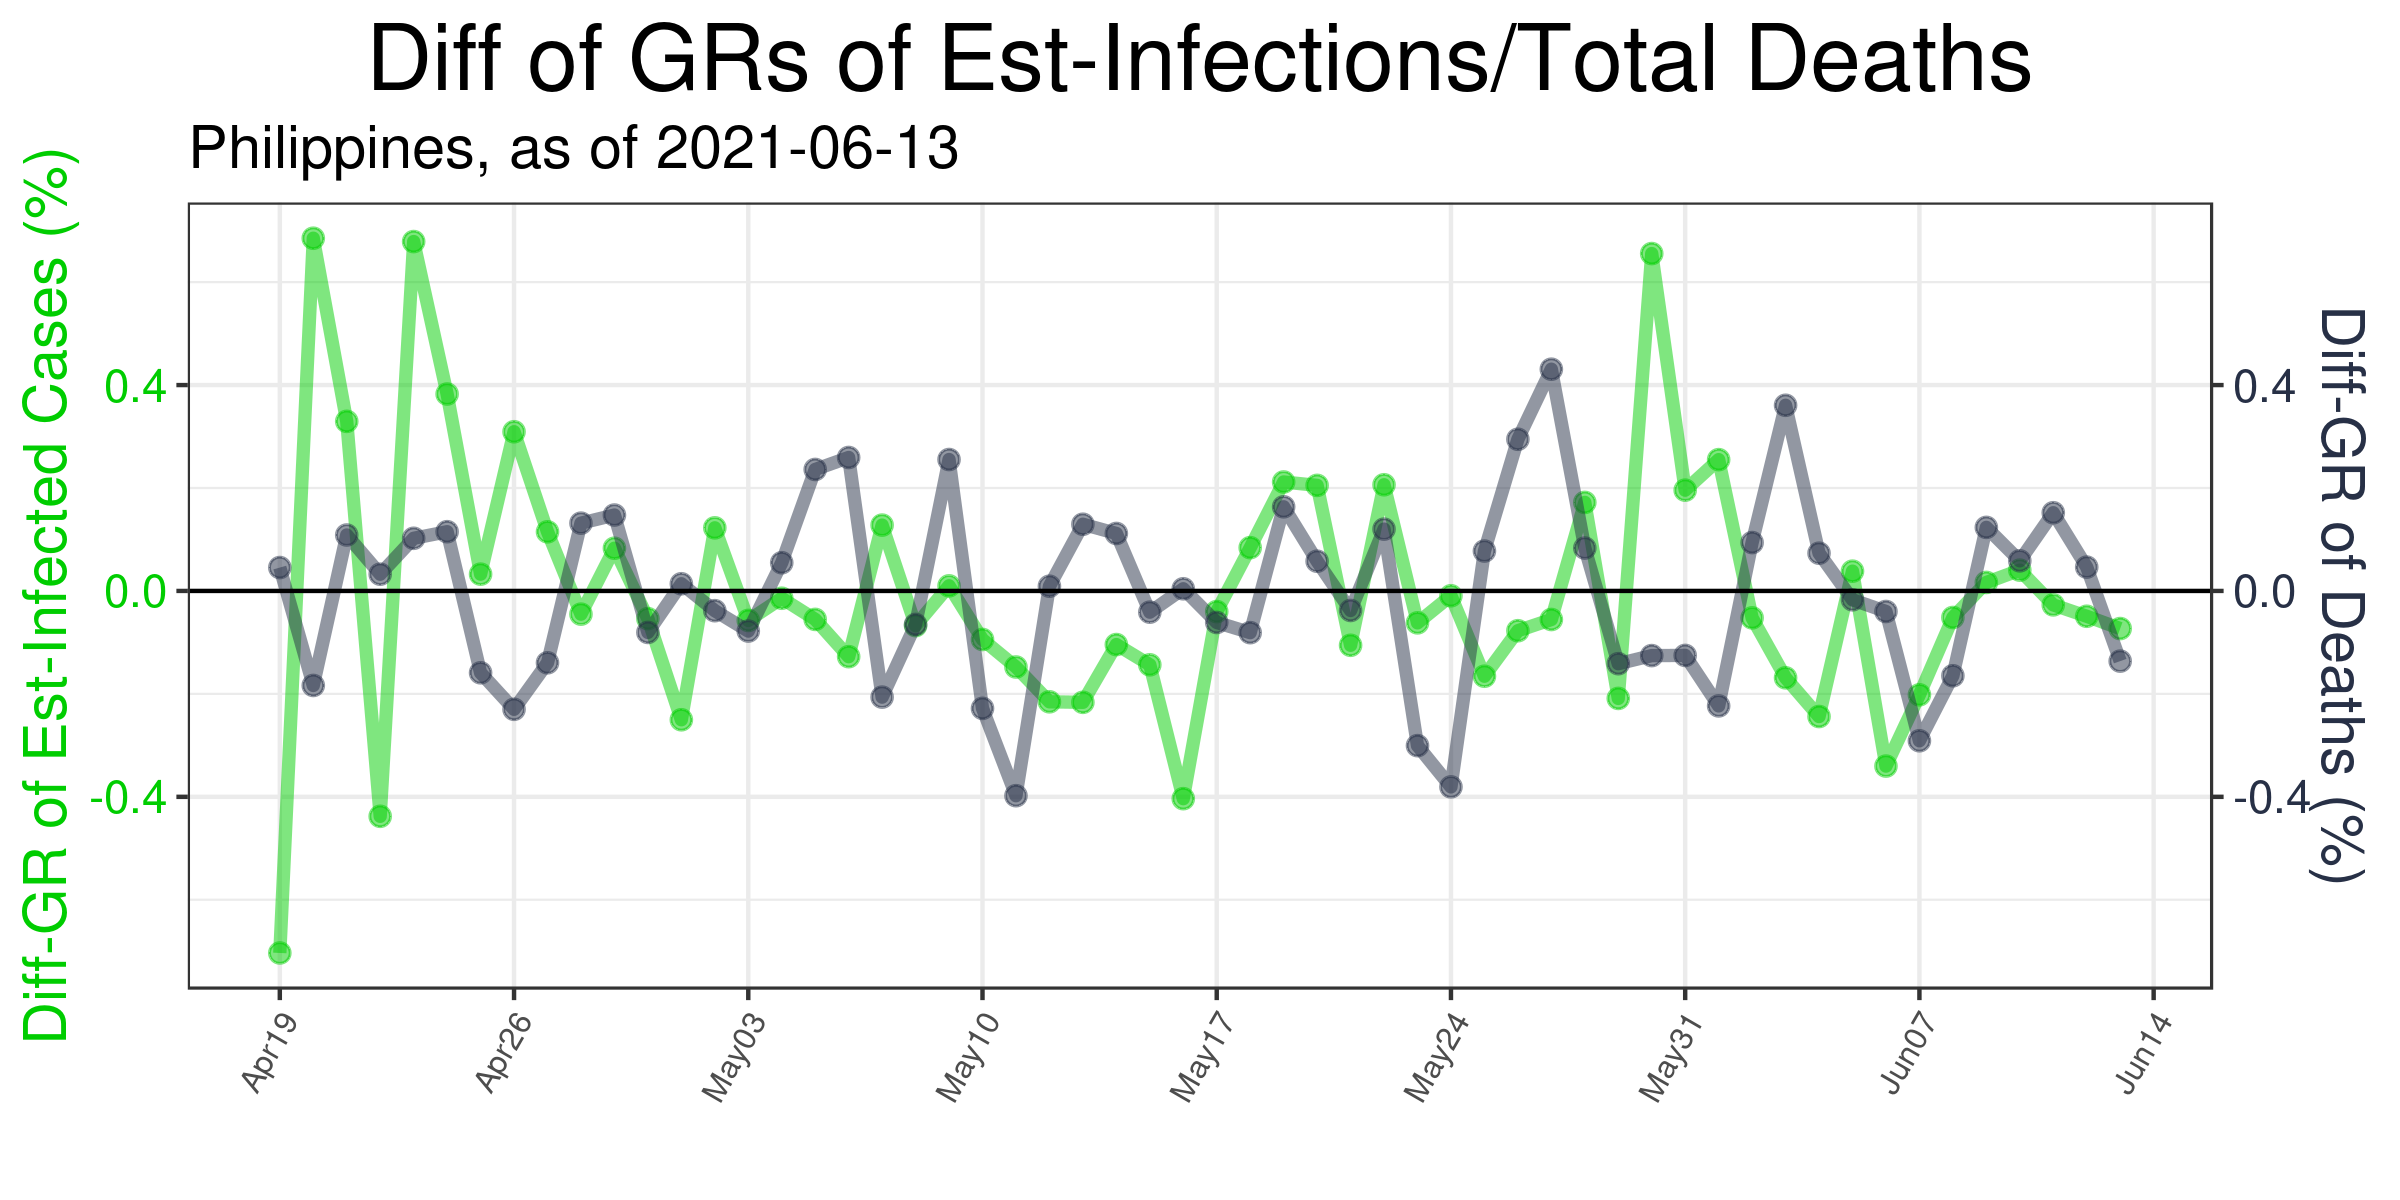 Diff of GRs of Est-Infections/Total Deaths
Philippines, as of 2021-06-13
Diff-GR of Est-Infected Cases (%)
0.4
0.0
-0.4
0.4
0.0
-0.4
Diff-GR of Deaths (%)
Apr19
Apr26
May03
May10
May17
May24
May31
Jun07
Jun14